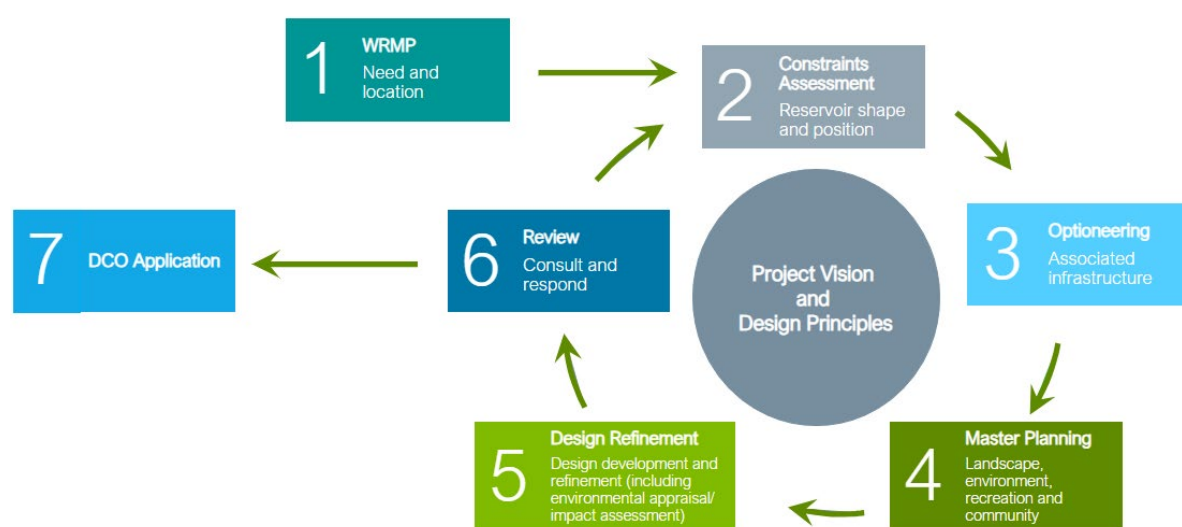 1
WRMP
Need and
location
2
Constraints
Assessment
Reservoir shape
and position
3
Optioneering
Associated
infrastructure
4
Master Planning
Landscape,
environment,
recreation and
community
5
Design Refinement
Design development and
refinement (including
environmental appraisal/
impact assessment)
6
Review
Consult and
respond
7
DCO Application
Project Vision
and
Design Principles